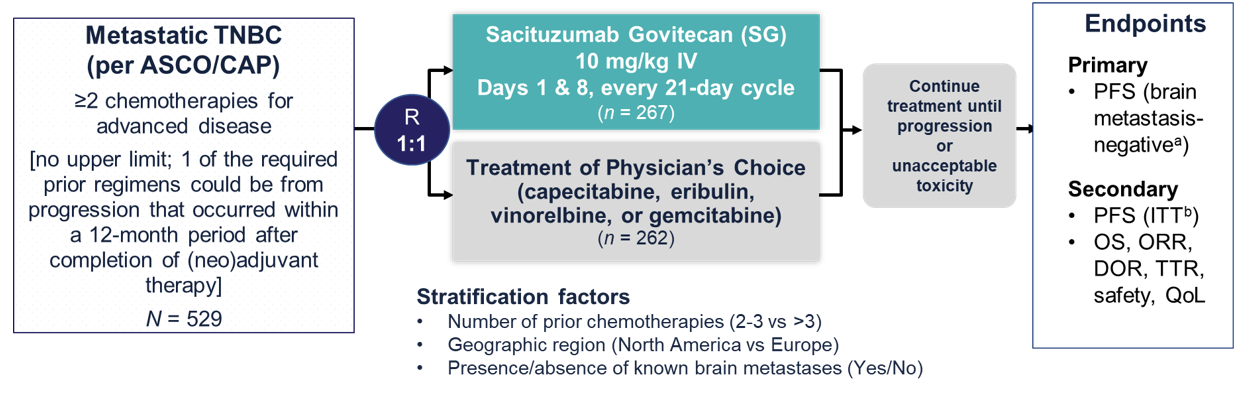 Metastatic TNBC
(per ASCO/CAP)
≥2 chemotherapies for
advanced disease
[no upper limit; 1 of the required
prior regimens could be from
progression that occurred within
a 12-month period after
completion of (neo)adjuvant
therapy]
N = 529
R
1:1
Sacituzumab Govitecan (SG)
10 mg/kg IV
Days 1 & 8, every 21-day cycle
(n = 267)
Treatment of Physician's Choice
(capecitabine, eribulin,
vinorelbine, or gemcitabine)
(n = 262)
Continue
treatment until
progression
or
unacceptable
toxicity
Endpoints
Primary
• PFS (brain
metastasis-
negativeᵃ)
Secondary
• PFS (ITTᵇ)
• OS, ORR,
DOR, TTR,
safety, QoL
Stratification factors
• Number of prior chemotherapies (2-3 vs >3)
• Geographic region (North America vs Europe)
• Presence/absence of known brain metastases (Yes/No)